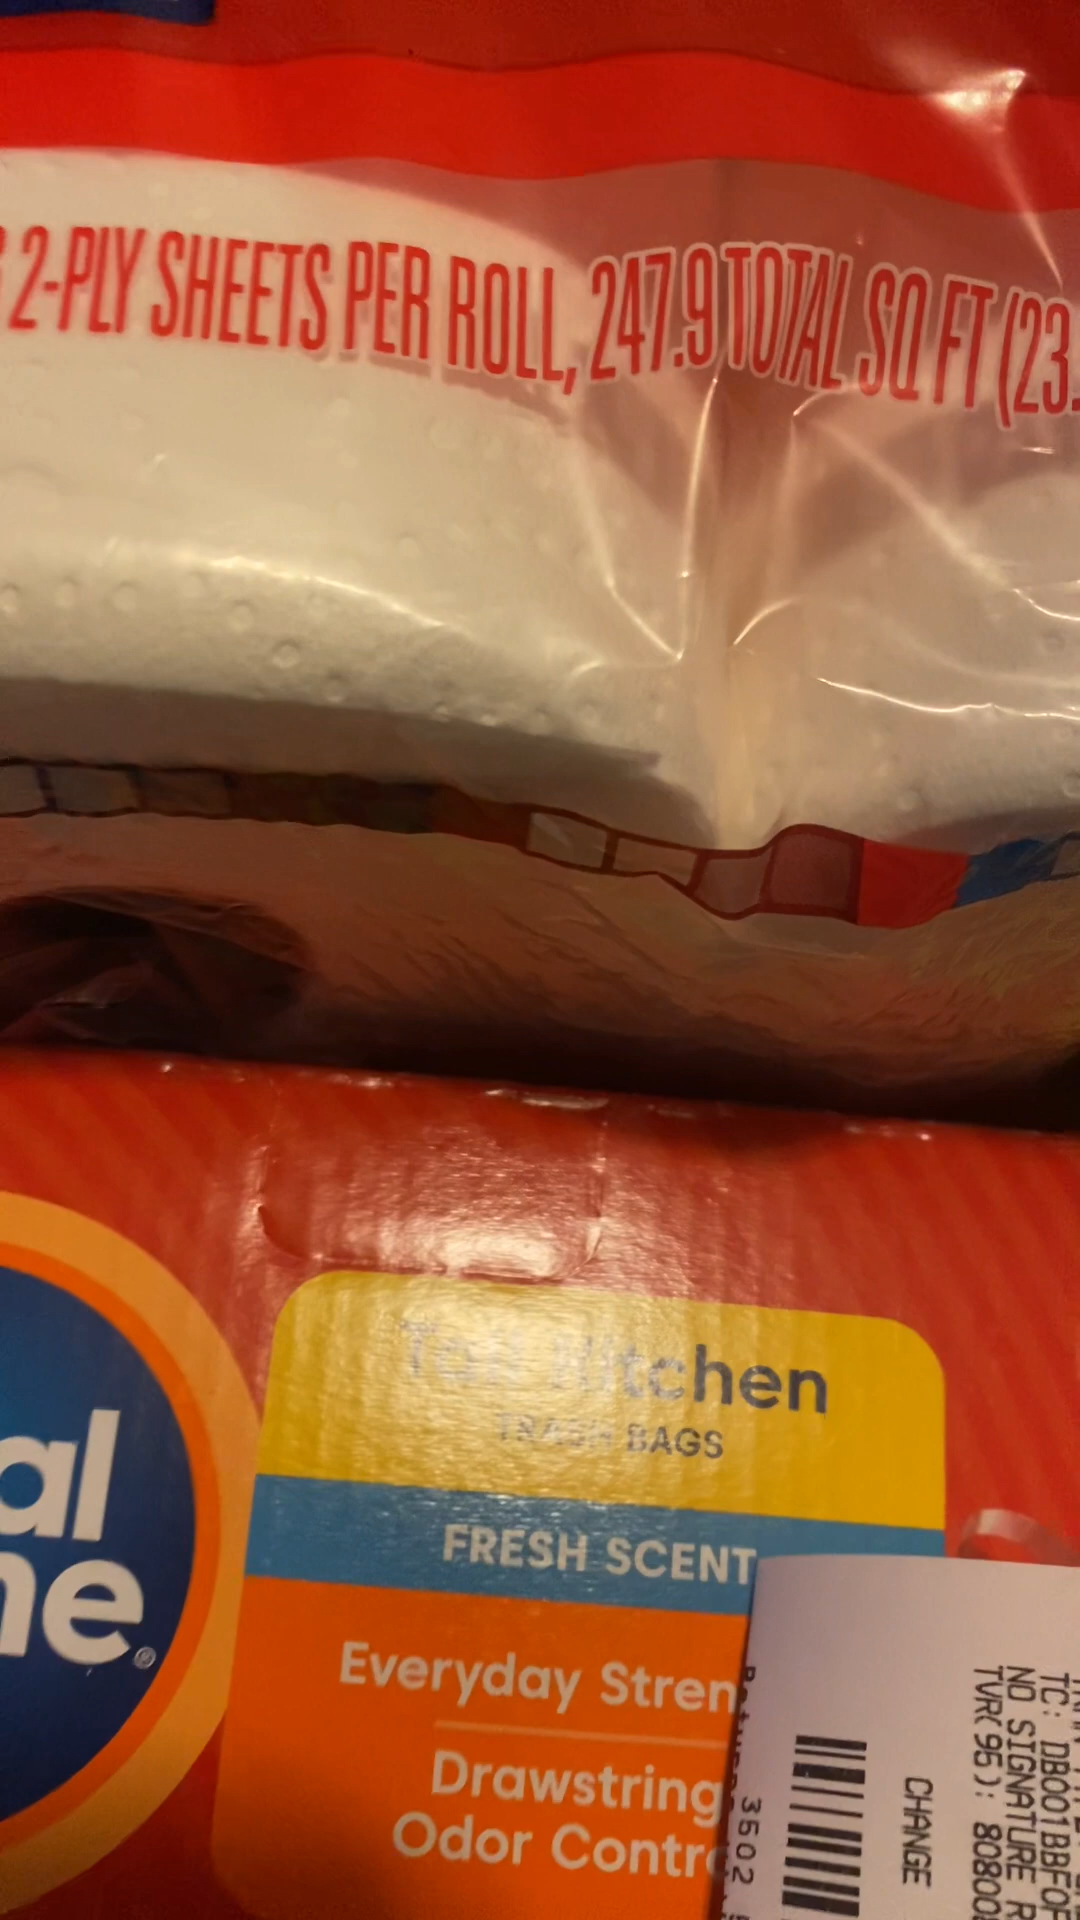 2-PLY SHEETS PER ROLL, 247.9 TOTAL SQ FT (23.
al
me®
Tall Kitchen
TRASH BAGS
FRESH SCENT
Everyday Stren
Drawstring
Odor Contro
3502
CHANGE
TC: DB001BBF0F
NO SIGNATURE R
TVR(95): 80800